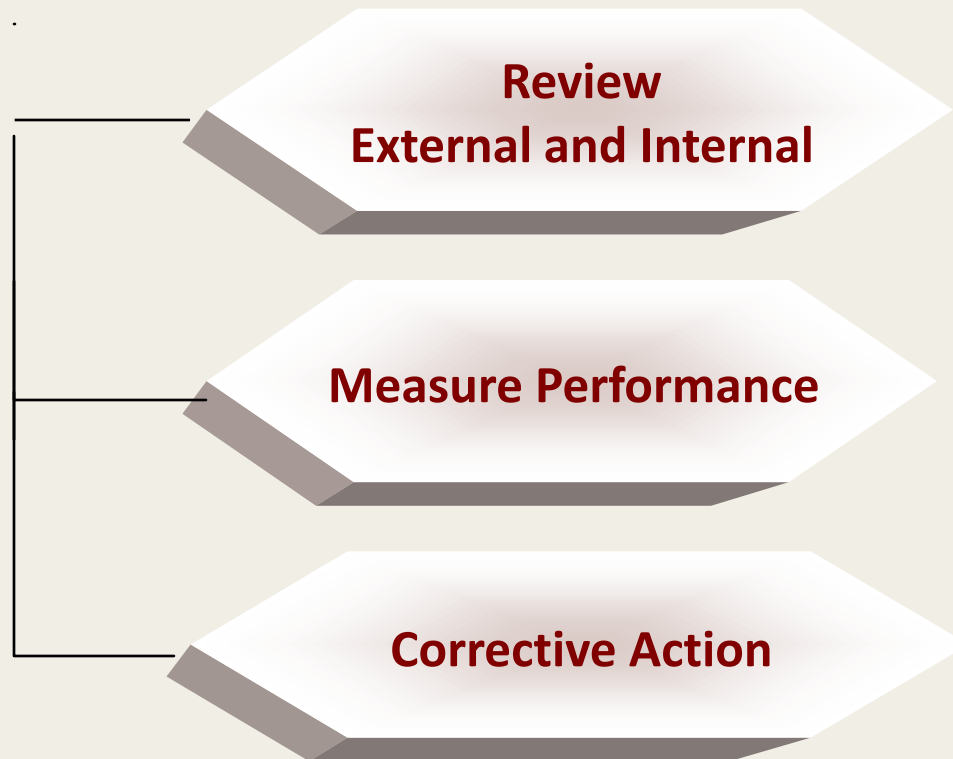 Review
External and Internal
Measure Performance
Corrective Action